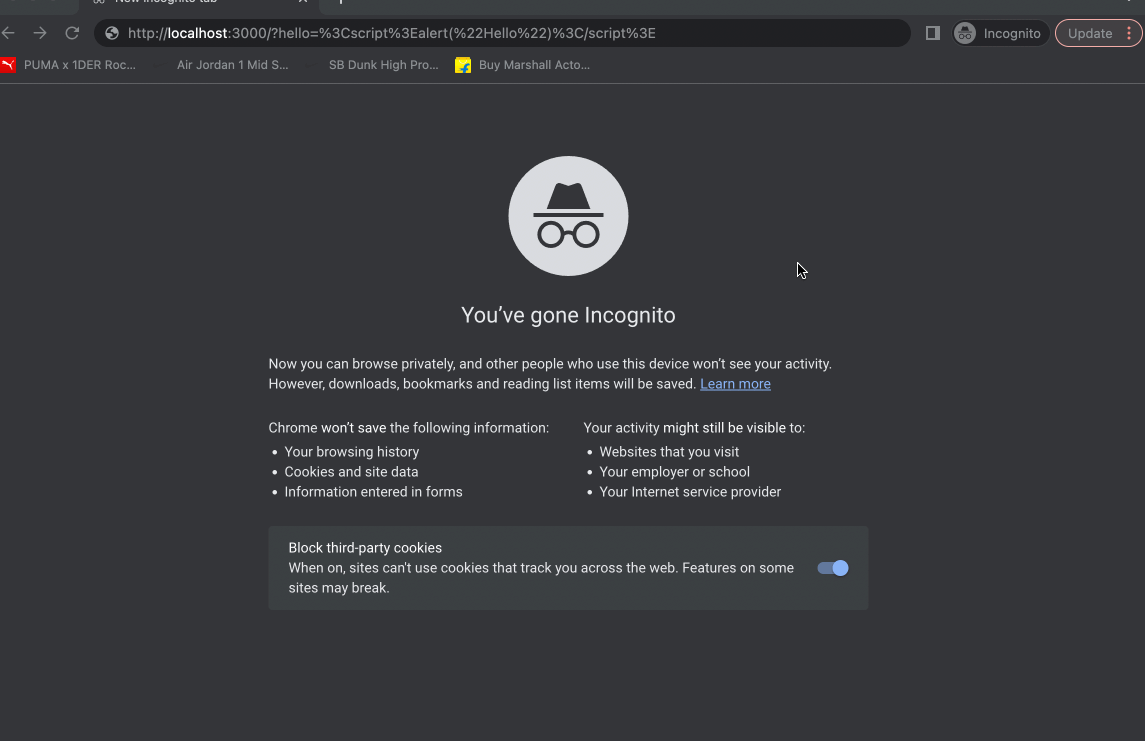 New Incognito tab
http://localhost:3000/?hello=%3Cscript%3Ealert(%22Hello%22)%3C/script%3E
Incognito
Update
PUMA x 1DER Roc...
Air Jordan 1 Mid S...
SB Dunk High Pro...
Buy Marshall Acto...
You’ve gone Incognito
Now you can browse privately, and other people who use this device won’t see your activity.
However, downloads, bookmarks and reading list items will be saved. Learn more
Chrome won’t save the following information:
Your browsing history
Cookies and site data
Information entered in forms
Your activity might still be visible to:
Websites that you visit
Your employer or school
Your Internet service provider
Block third-party cookies
When on, sites can't use cookies that track you across the web. Features on some
sites may break.